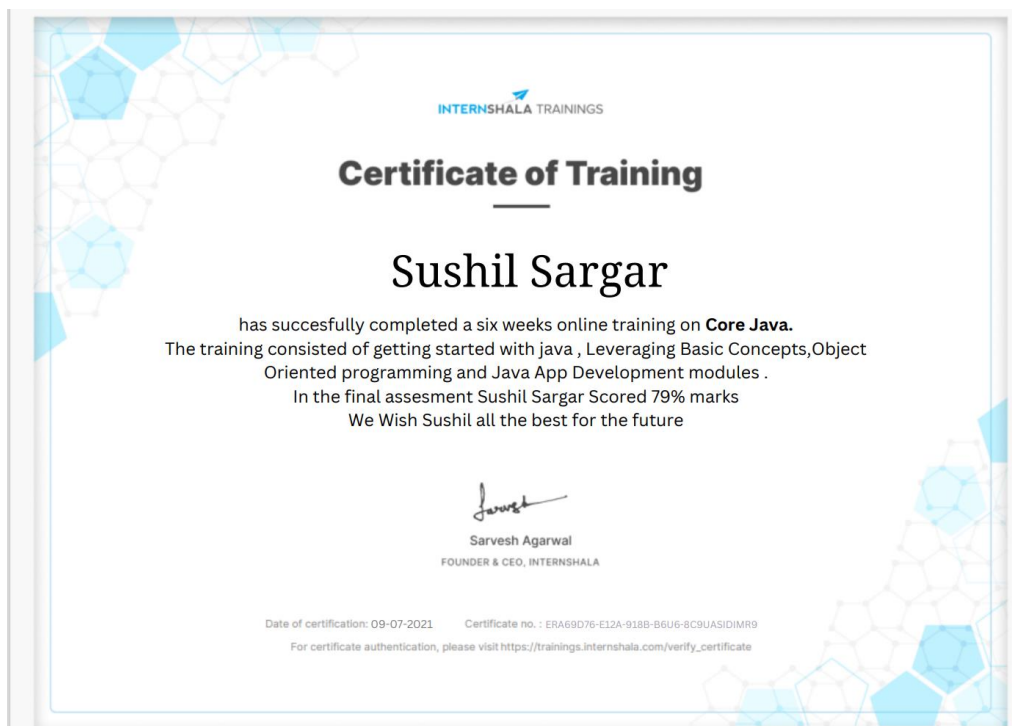 INTERNSHALA TRAININGS
Certificate of Training
Sushil Sargar
has succesfully completed a six weeks online training on Core Java.
The training consisted of getting started with java , Leveraging Basic Concepts,Object
Oriented programming and Java App Development modules .
In the final assesment Sushil Sargar Scored 79% marks
We Wish Sushil all the best for the future
Sarvesh Agarwal
FOUNDER & CEO, INTERNSHALA
Date of certification: 09-07-2021 Certificate no. : ERA69D76-E12A-918B-B6U6-8C9UASIDIMR9
For certificate authentication, please visit https://trainings.internshala.com/verify_certificate